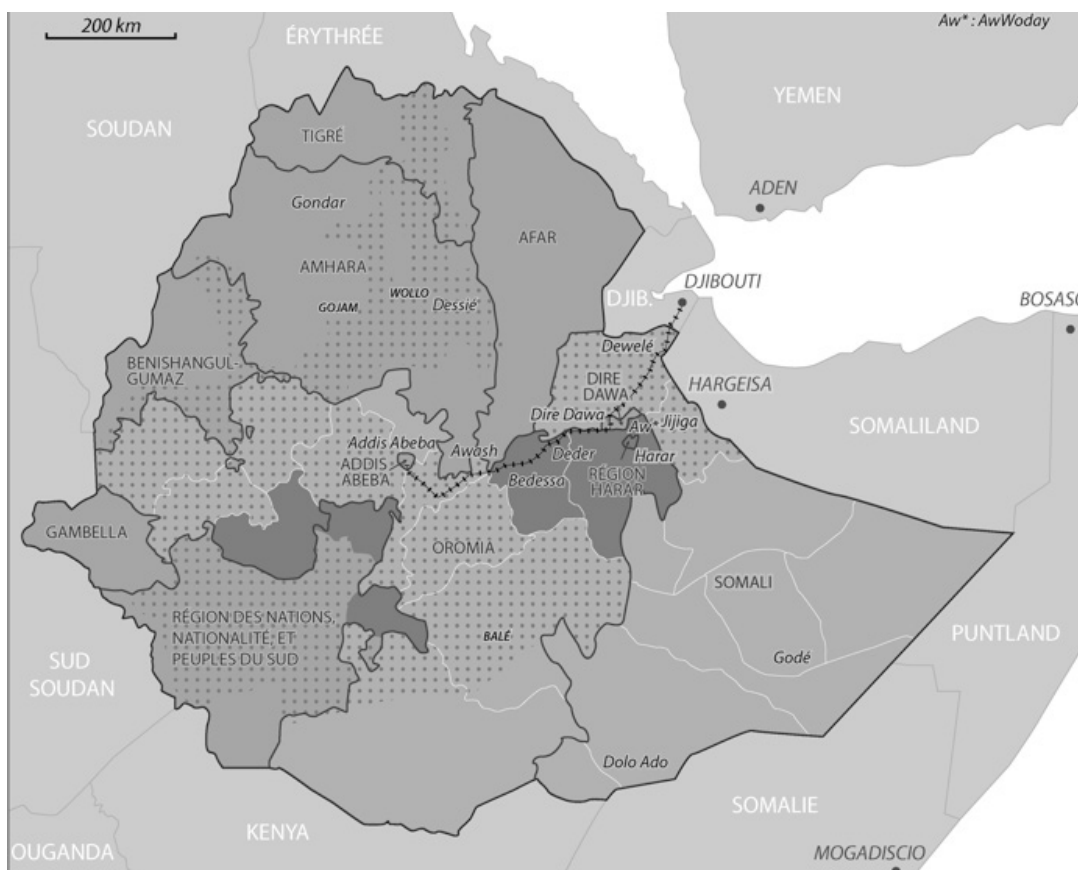 200 km
Aw* : AwWoday
ÉRYTHRÉE
YEMEN
SOUDAN
TIGRÉ
ADEN
Gondar
AFAR
AMHARA
WOLLO
GOJAM
Dessié
DJIB.
DJIBOUTI
BOSASO
Dewelé
BENISHANGUL-
GUMAZ
DIRE
DAWA
HARGEISA
Dire Dawa
Aw*
Jijiga
SOMALILAND
Addis Abeba
Awash
Deder
Harar
ADDIS
ABEBA
Bedessa
RÉGION
HARAR
GAMBELLA
OROMIA
SOMALI
RÉGION DES NATIONS,
NATIONALITÉ, ET
PEUPLES DU SUD
BALÉ
PUNTLAND
Godé
SUD
SOUDAN
Dolo Ado
SOMALIE
KENYA
OUGANDA
MOGADISCIO